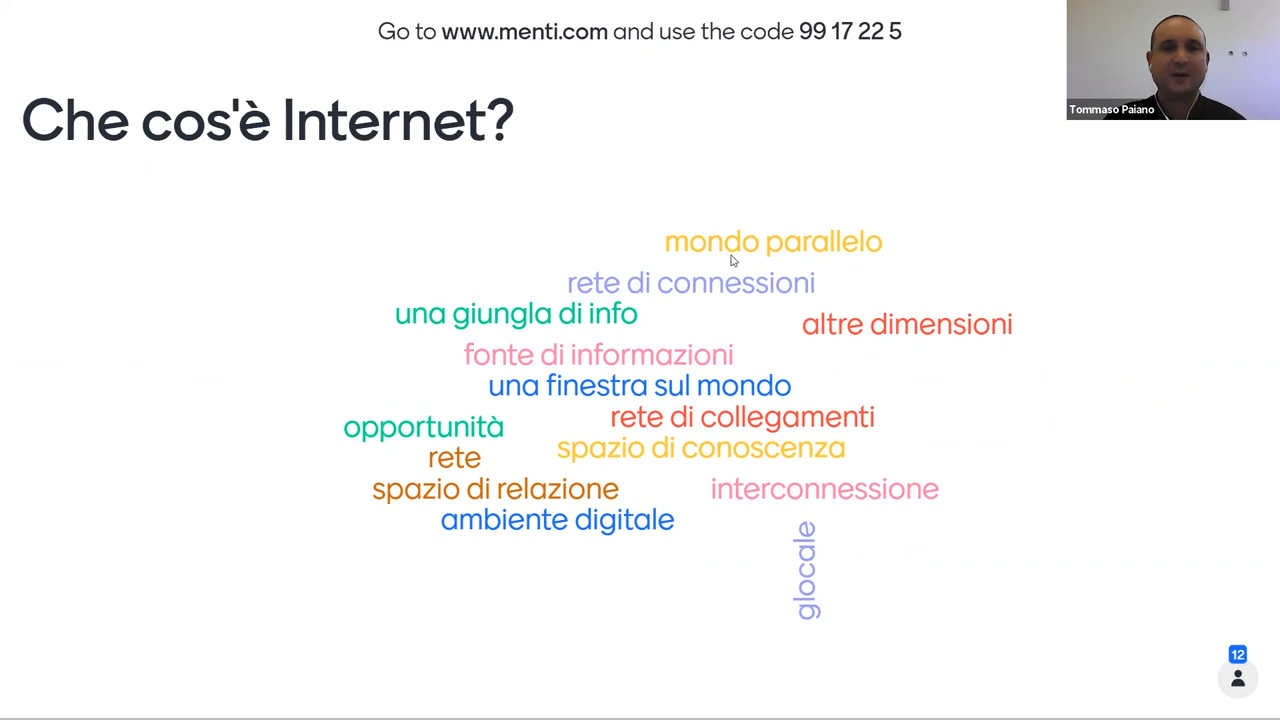 Go to www.menti.com and use the code 99 17 22 5
Tommaso Paiano
Che cos'è Internet?
mondo parallelo
rete di connessioni
una giungla di info
altre dimensioni
fonte di informazioni
una finestra sul mondo
rete di collegamenti
opportunità
spazio di conoscenza
rete
spazio di relazione
interconnessione
ambiente digitale
glocale
12